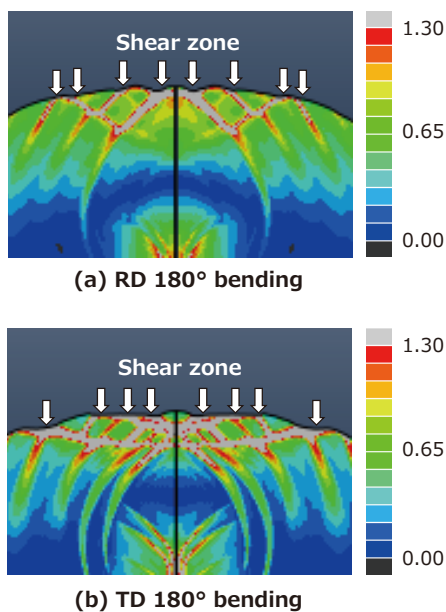 Shear zone
1.30
0.65
0.00
(a) RD 180° bending
Shear zone
1.30
0.65
0.00
(b) TD 180° bending